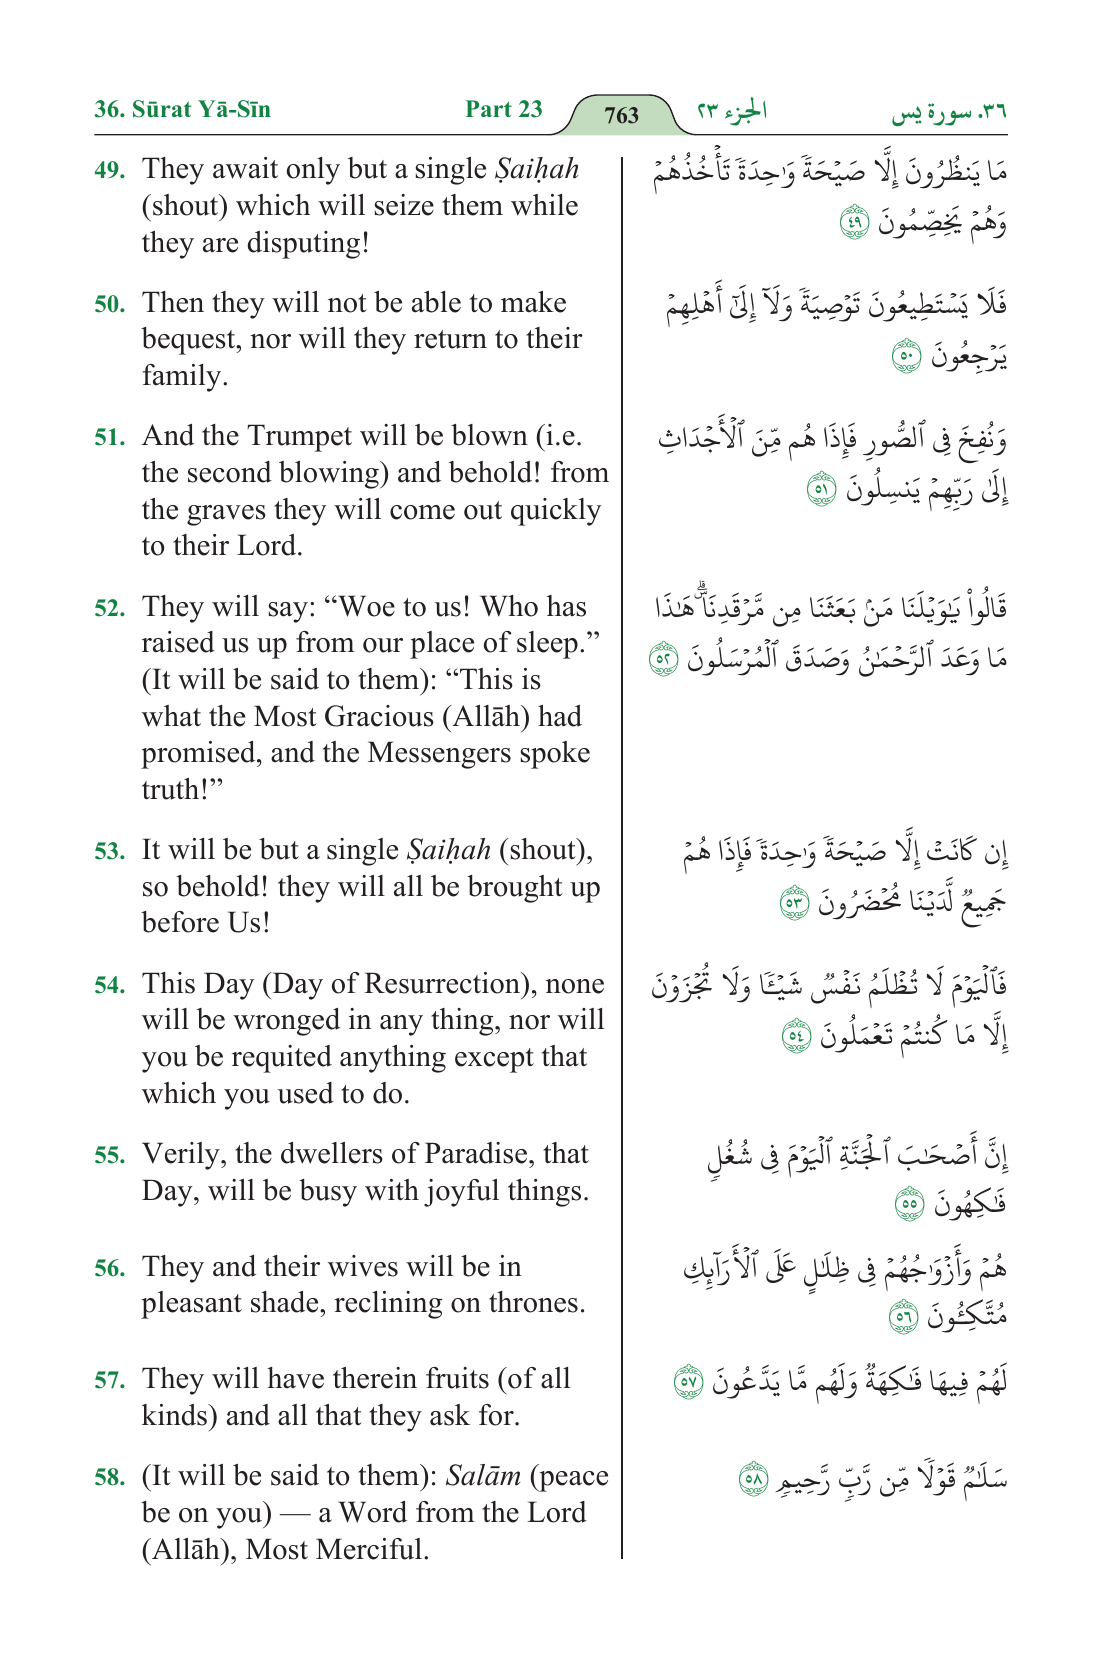 36. Sūrat Yā-Sīn Part 23 763 الجزء ٢٣ ٣٦. سورة يس
49. They await only but a single Ṣaiḥah
(shout) which will seize them while
they are disputing!
مَا يَنظُرُونَ إِلَّا صَيْحَةً وَٰحِدَةً تَأْخُذُهُمْ
وَهُمْ يَخِصِّمُونَ ٤٩
50. Then they will not be able to make
bequest, nor will they return to their
family.
فَلَا يَسْتَطِيعُونَ تَوْصِيَةً وَلَآ إِلَىٰٓ أَهْلِهِمْ
يَرْجِعُونَ ٥٠
51. And the Trumpet will be blown (i.e.
the second blowing) and behold! from
the graves they will come out quickly
to their Lord.
وَنُفِخَ فِى ٱلصُّورِ فَإِذَا هُم مِّنَ ٱلْأَجْدَاثِ
إِلَىٰ رَبِّهِمْ يَنسِلُونَ ٥١
52. They will say: “Woe to us! Who has
raised us up from our place of sleep.”
(It will be said to them): “This is
what the Most Gracious (Allāh) had
promised, and the Messengers spoke
truth!”
قَالُوا۟ يَٰوَيْلَنَا مَنۢ بَعَثَنَا مِن مَّرْقَدِنَا ۜ ۗ هَٰذَا
مَا وَعَدَ ٱلرَّحْمَٰنُ وَصَدَقَ ٱلْمُرْسَلُونَ ٥٢
53. It will be but a single Ṣaiḥah (shout),
so behold! they will all be brought up
before Us!
إِن كَانَتْ إِلَّا صَيْحَةً وَٰحِدَةً فَإِذَا هُمْ
جَمِيعٌ لَّدَيْنَا مُحْضَرُونَ ٥٣
54. This Day (Day of Resurrection), none
will be wronged in any thing, nor will
you be requited anything except that
which you used to do.
فَٱلْيَوْمَ لَا تُظْلَمُ نَفْسٌ شَيْـًٔا وَلَا تُجْزَوْنَ
إِلَّا مَا كُنتُمْ تَعْمَلُونَ ٥٤
55. Verily, the dwellers of Paradise, that
Day, will be busy with joyful things.
إِنَّ أَصْحَٰبَ ٱلْجَنَّةِ ٱلْيَوْمَ فِى شُغُلٍ
فَٰكِهُونَ ٥٥
56. They and their wives will be in
pleasant shade, reclining on thrones.
هُمْ وَأَزْوَٰجُهُمْ فِى ظِلَٰلٍ عَلَى ٱلْأَرَآئِكِ
مُتَّكِـُٔونَ ٥٦
57. They will have therein fruits (of all
kinds) and all that they ask for.
لَهُمْ فِيهَا فَٰكِهَةٌ وَلَهُم مَّا يَدَّعُونَ ٥٧
58. (It will be said to them): Salām (peace
be on you) — a Word from the Lord
(Allāh), Most Merciful.
سَلَٰمٌ قَوْلًا مِّن رَّبٍّ رَّحِيمٍ ٥٨